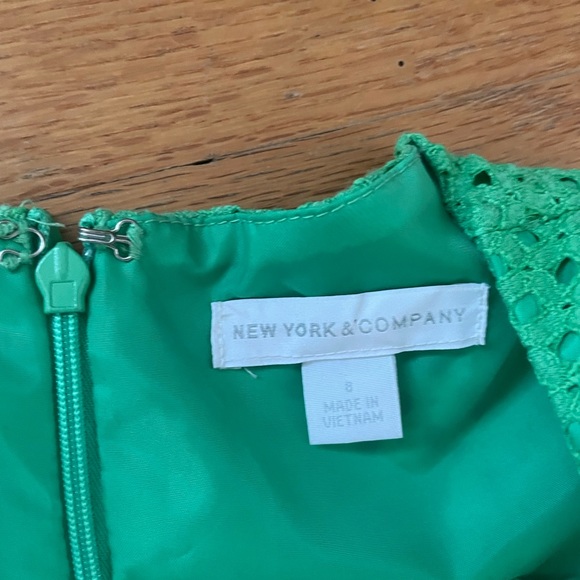 NEW YORK & COMPANY
8
MADE IN
VIETNAM